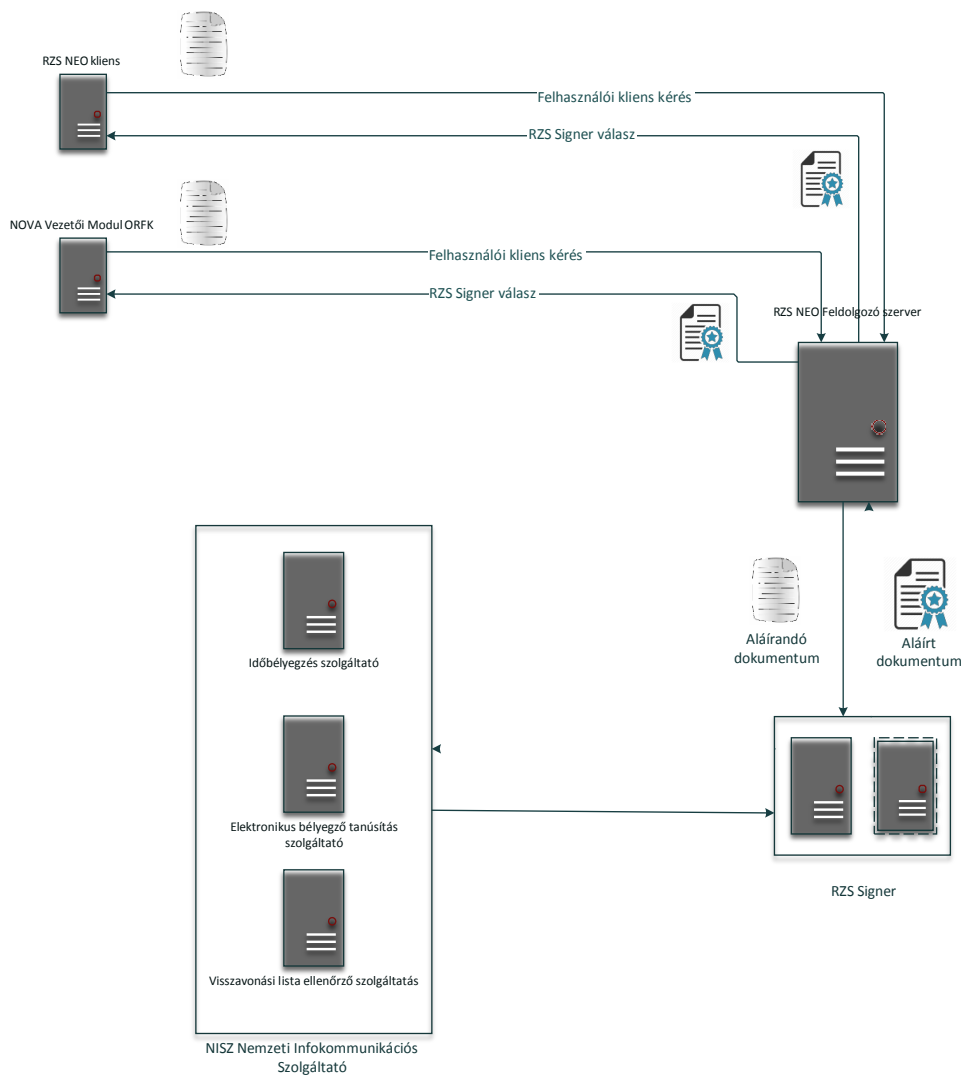 RZS NEO kliens
Felhasználói kliens kérés
RZS Signer válasz
NOVA Vezetői Modul ORFK
Felhasználói kliens kérés
RZS Signer válasz
RZS NEO Feldolgozó szerver
Időbélyegzés szolgáltató
Aláírandó
dokumentum
Aláírt
dokumentum
Elektronikus bélyegző tanúsítás
szolgáltató
RZS Signer
Visszavonási lista ellenőrző szolgáltatás
NISZ Nemzeti Infokommunikációs
Szolgáltató